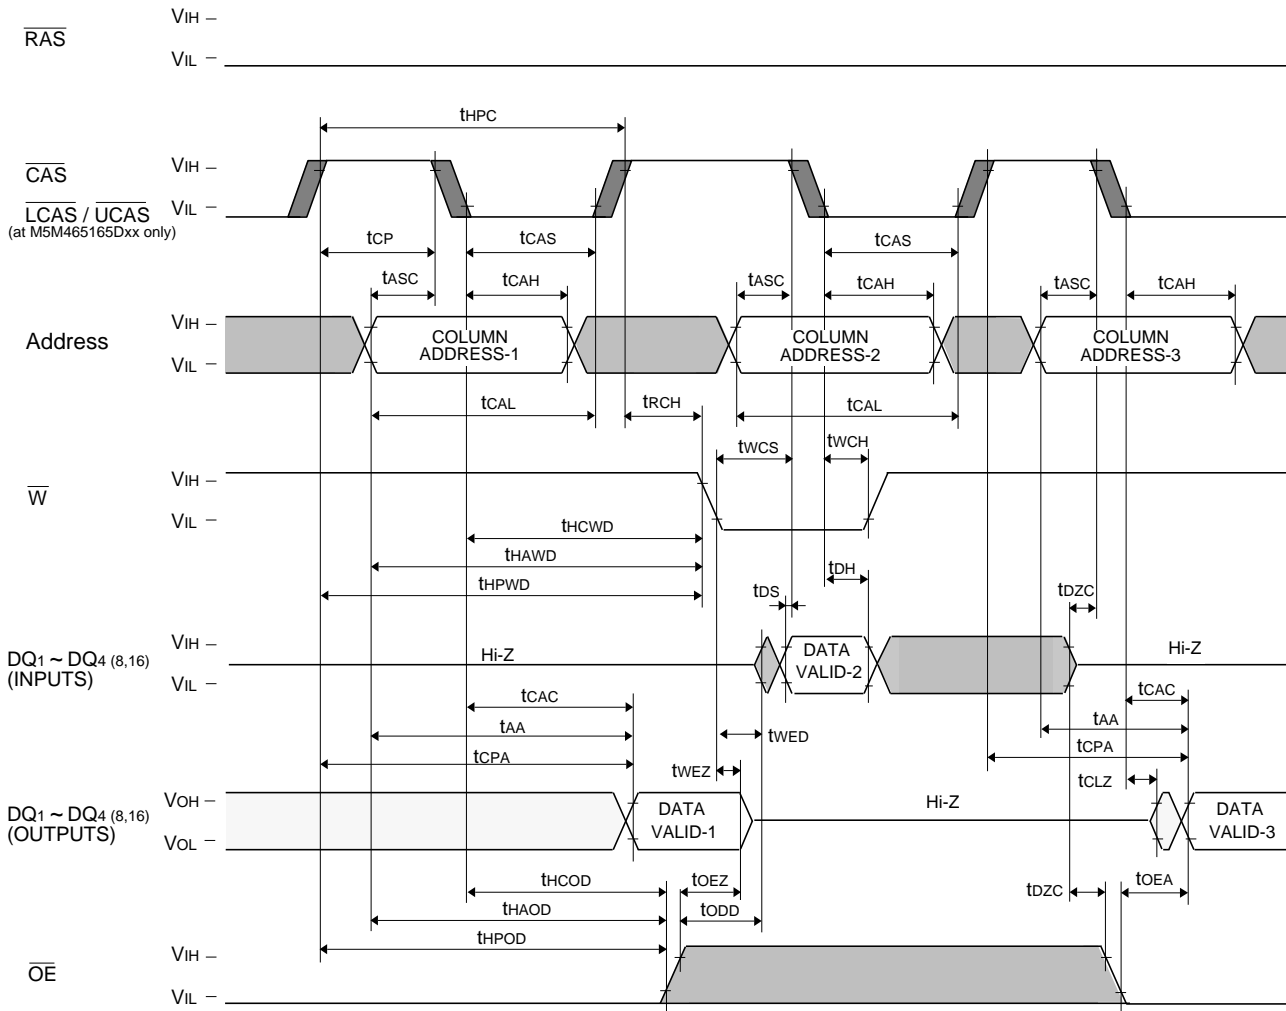 RAS
VIH
VIL
tHPC
CAS
VIH
LCAS / UCAS
VIL
(at M5M465165Dxx only)
tCP
tCAS
tCAS
tASC
tCAH
tASC
tCAH
tASC
tCAH
Address
VIH
VIL
COLUMN
ADDRESS-1
COLUMN
ADDRESS-2
COLUMN
ADDRESS-3
tCAL
tRCH
tCAL
tWCS
tWCH
W
VIH
VIL
tHCWD
tHAWD
tHPWD
tDH
tDS
tDZC
DQ1 ~ DQ4 (8,16)
(INPUTS)
VIH
VIL
Hi-Z
DATA
VALID-2
Hi-Z
tCAC
tAA
tCPA
tWED
tWEZ
tCAC
tAA
tCPA
tCLZ
DQ1 ~ DQ4 (8,16)
(OUTPUTS)
VOH
VOL
DATA
VALID-1
Hi-Z
DATA
VALID-3
tHCOD
tOEZ
tDZC
tOEA
tHAOD
tODD
tHPOD
OE
VIH
VIL